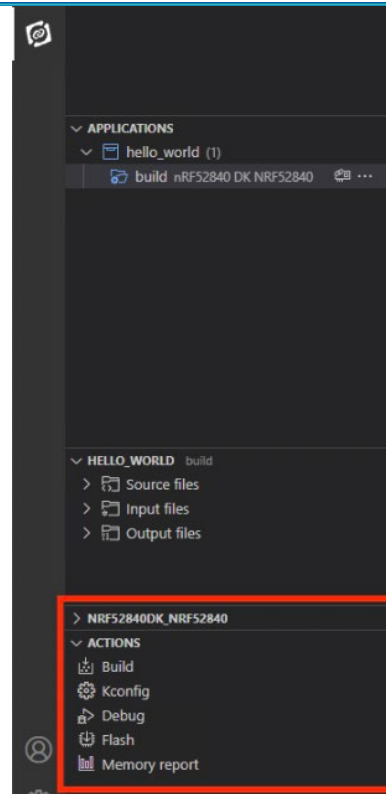 APPLICATIONS
hello_world (1)
build nRF52840 DK NRF52840
HELLO_WORLD build
Source files
Input files
Output files
NRF52840DK_NRF52840
ACTIONS
Build
Kconfig
Debug
Flash
Memory report